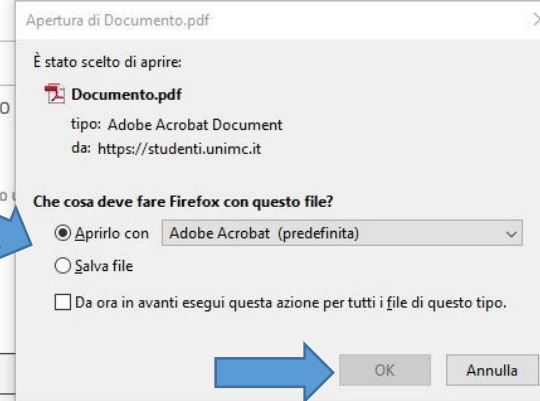 Apertura di Documento.pdf
È stato scelto di aprire:
Documento.pdf
tipo: Adobe Acrobat Document
da: https://studenti.unimc.it
Che cosa deve fare Firefox con questo file?
Aprirlo con Adobe Acrobat (predefinita)
Salva file
Da ora in avanti esegui questa azione per tutti i file di questo tipo.
OK Annulla